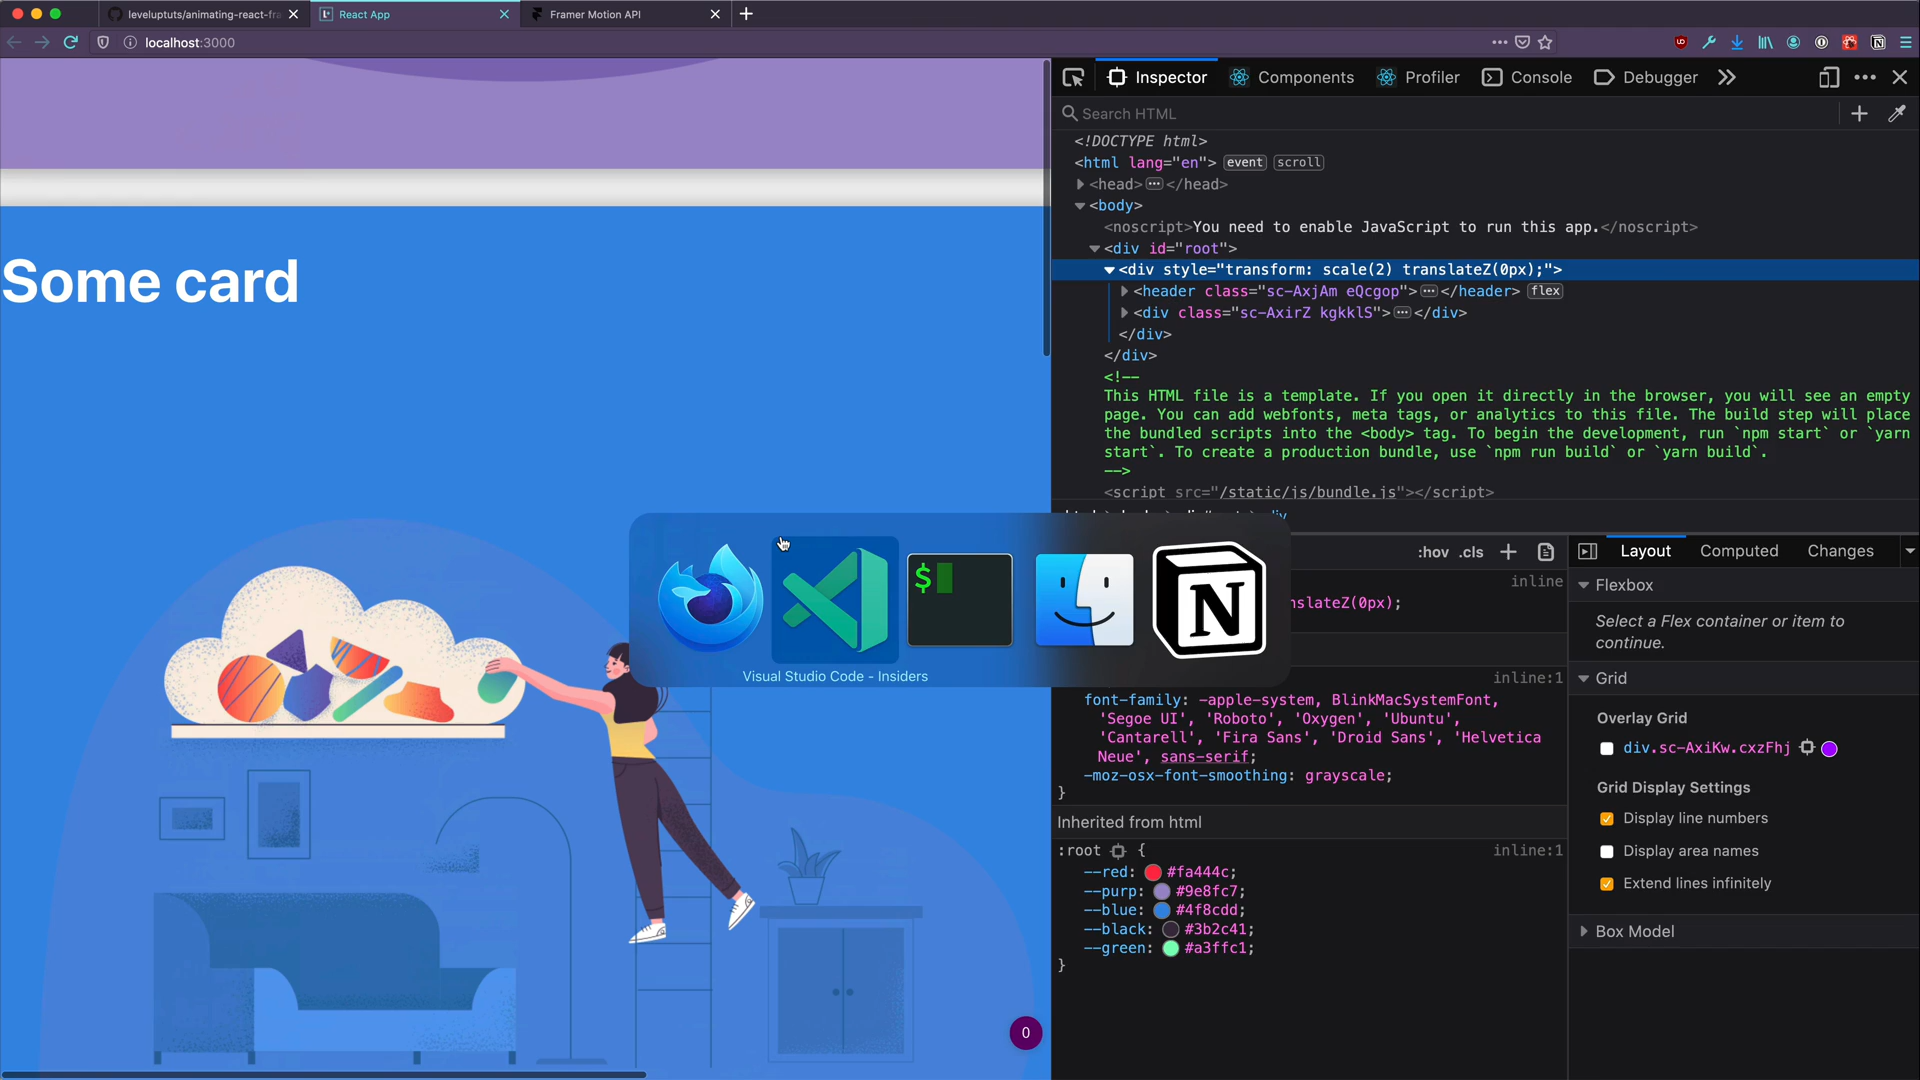 leveluptuts/animating-react-fra
React App
Framer Motion API
localhost:3000
Inspector
Components
Profiler
Console
Debugger
Search HTML
<!DOCTYPE html>
<html lang="en"> event scroll
<head></head>
<body>
<noscript>You need to enable JavaScript to run this app.</noscript>
<div id="root">
<div style="transform: scale(2) translateZ(0px);">
<header class="sc-AxjAm eQcgop"></header> flex
<div class="sc-AxirZ kgkklS"></div>
</div>
</div>
<!--
This HTML file is a template. If you open it directly in the browser, you will see an empty
page. You can add webfonts, meta tags, or analytics to this file. The build step will place
the bundled scripts into the <body> tag. To begin the development, run `npm start` or `yarn
start`. To create a production bundle, use `npm run build` or `yarn build`.
-->
<script src="/static/js/bundle.js"></script>
Some card
$
N
Visual Studio Code - Insiders
0
:hov .cls
inline
nslateZ(0px);
inline:1
font-family: -apple-system, BlinkMacSystemFont,
'Segoe UI', 'Roboto', 'Oxygen', 'Ubuntu',
'Cantarell', 'Fira Sans', 'Droid Sans', 'Helvetica
Neue', sans-serif;
-moz-osx-font-smoothing: grayscale;
}
Inherited from html
:root {
inline:1
--red: #fa444c;
--purp: #9e8fc7;
--blue: #4f8cdd;
--black: #3b2c41;
--green: #a3ffc1;
}
Layout
Computed
Changes
Flexbox
Select a Flex container or item to
continue.
Grid
Overlay Grid
div.sc-AxiKw.cxzFhj
Grid Display Settings
Display line numbers
Display area names
Extend lines infinitely
Box Model